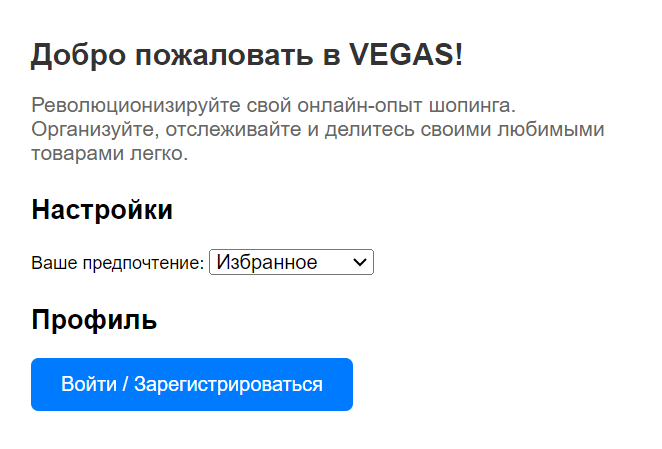 Добро пожаловать в VEGAS!
Революционизируйте свой онлайн-опыт шопинга.
Организуйте, отслеживайте и делитесь своими любимыми
товарами легко.
Настройки
Ваше предпочтение: Избранное
Профиль
Войти / Зарегистрироваться